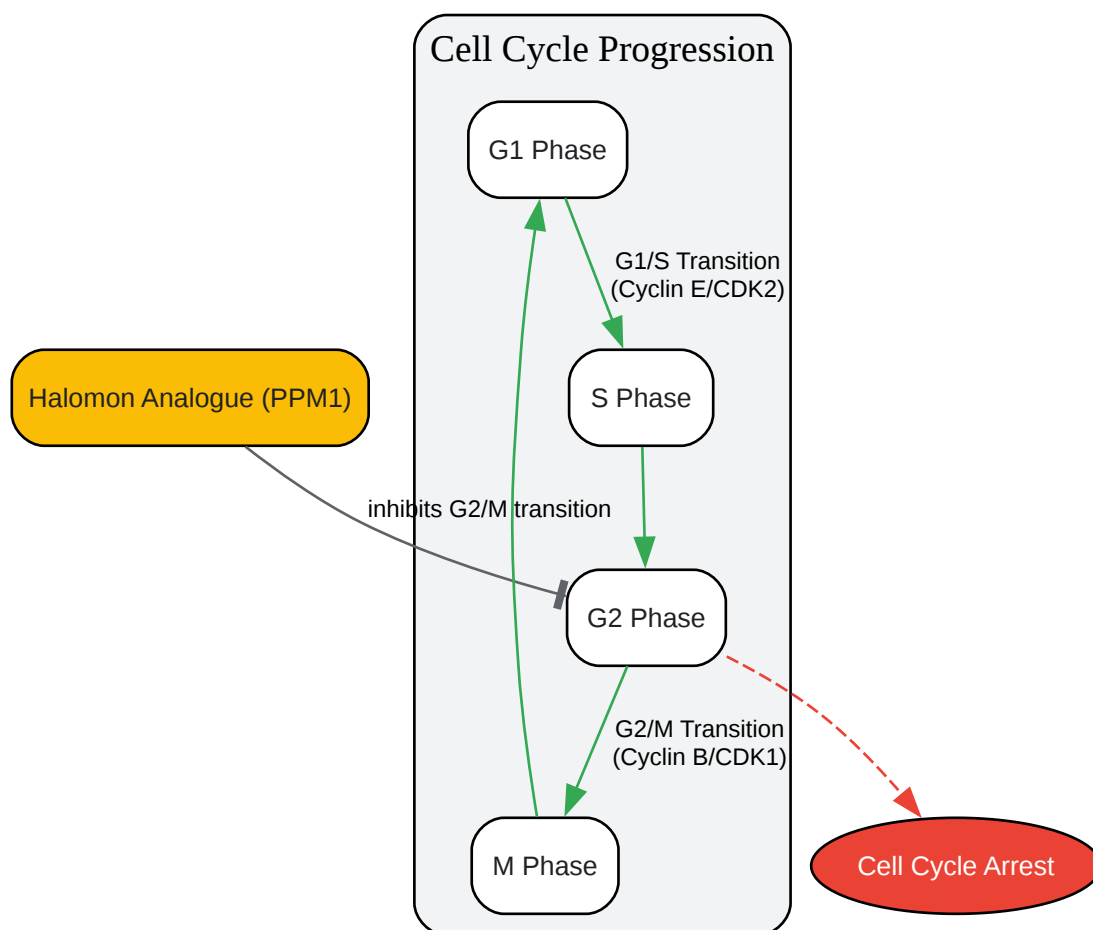 Cell Cycle Progression
G1 Phase
G1/S Transition
(Cyclin E/CDK2)
Halomon Analogue (PPM1)
S Phase
inhibits G2/M transition
G2 Phase
G2/M Transition
(Cyclin B/CDK1)
M Phase
Cell Cycle Arrest